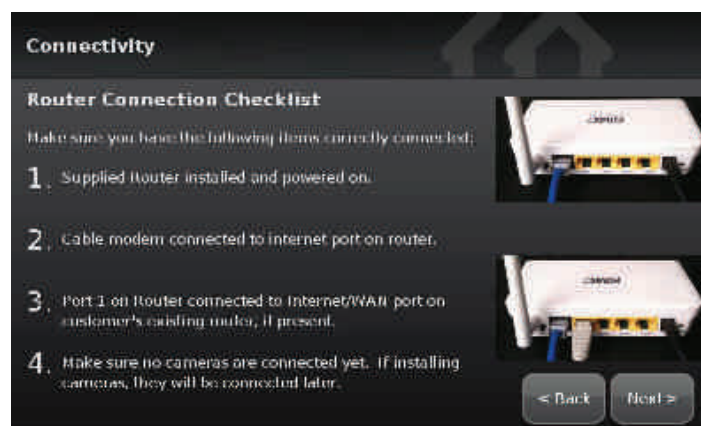 Connectivity
Router Connection Checklist
Make sure you have the following items correctly connected:
1. Supplied Router installed and powered on.
2. Cable modem connected to internet port on router.
3. Port 1 on Router connected to Internet/WAN port on
customer's existing router, if present.
4. Make sure no cameras are connected yet. If installing
cameras, they will be connected later.
< Back
Next >